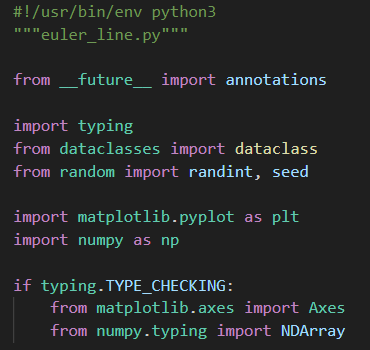 #!/usr/bin/env python3
"""euler_line.py"""

from __future__ import annotations

import typing
from dataclasses import dataclass
from random import randint, seed

import matplotlib.pyplot as plt
import numpy as np

if typing.TYPE_CHECKING:
    from matplotlib.axes import Axes
    from numpy.typing import NDArray